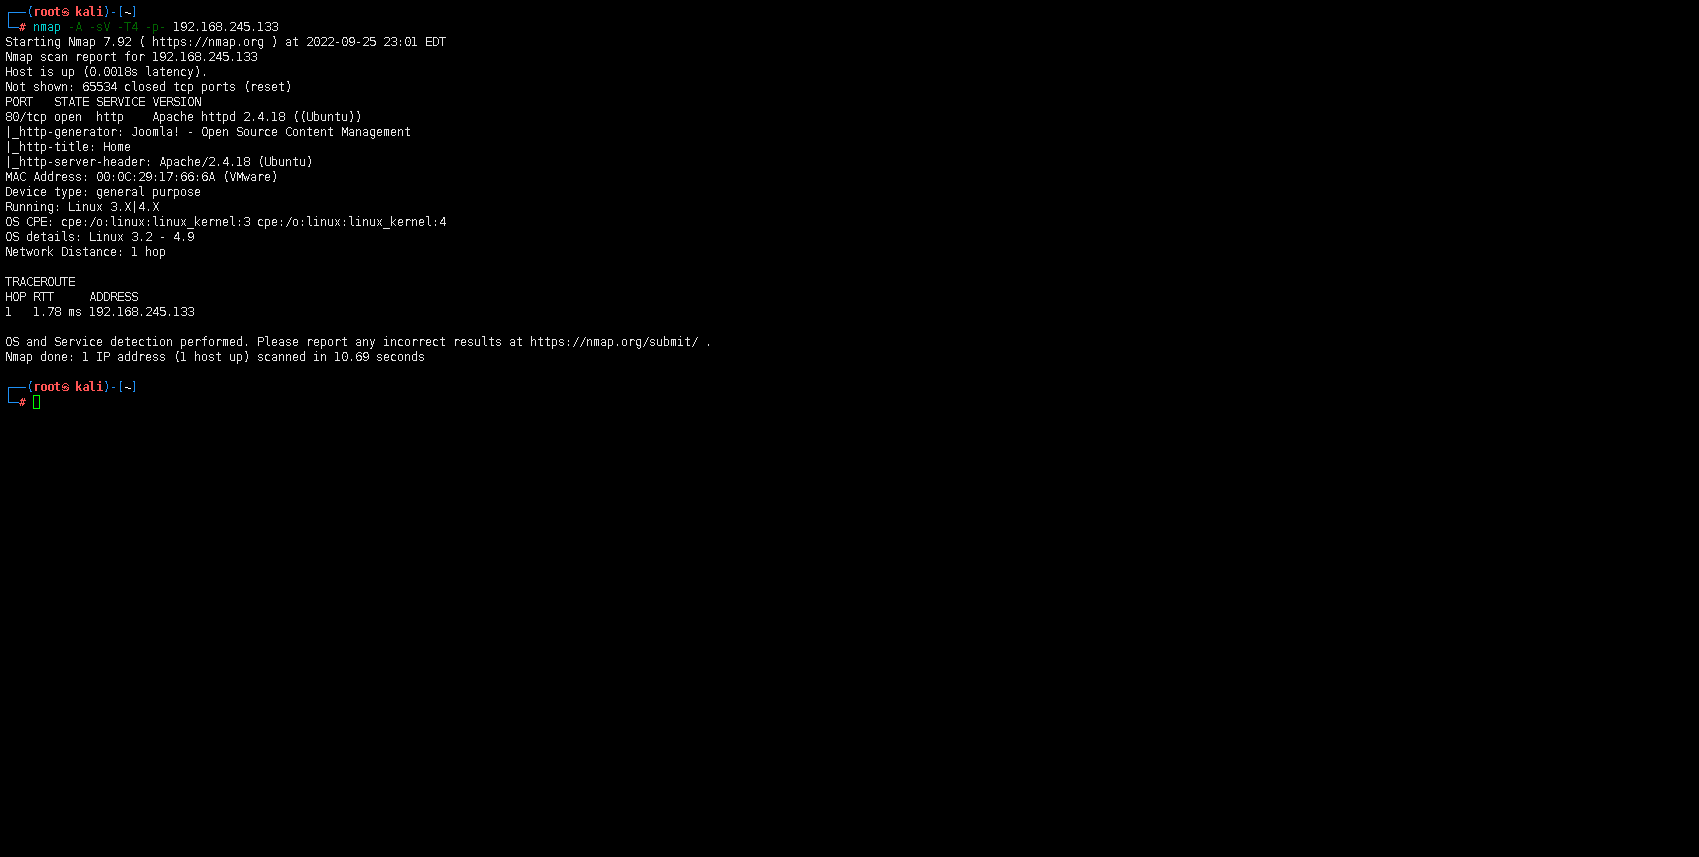 ┌──(root㉿ kali)-[~]
└─# nmap -A -sV -T4 -p- 192.168.245.133
Starting Nmap 7.92 ( https://nmap.org ) at 2022-09-25 23:01 EDT
Nmap scan report for 192.168.245.133
Host is up (0.0018s latency).
Not shown: 65534 closed tcp ports (reset)
PORT   STATE SERVICE VERSION
80/tcp open  http    Apache httpd 2.4.18 ((Ubuntu))
|_http-generator: Joomla! - Open Source Content Management
|_http-title: Home
|_http-server-header: Apache/2.4.18 (Ubuntu)
MAC Address: 00:0C:29:17:66:6A (VMware)
Device type: general purpose
Running: Linux 3.X|4.X
OS CPE: cpe:/o:linux:linux_kernel:3 cpe:/o:linux:linux_kernel:4
OS details: Linux 3.2 - 4.9
Network Distance: 1 hop
TRACEROUTE
HOP RTT     ADDRESS
1   1.78 ms 192.168.245.133
OS and Service detection performed. Please report any incorrect results at https://nmap.org/submit/ .
Nmap done: 1 IP address (1 host up) scanned in 10.69 seconds
┌──(root㉿ kali)-[~]
└─#